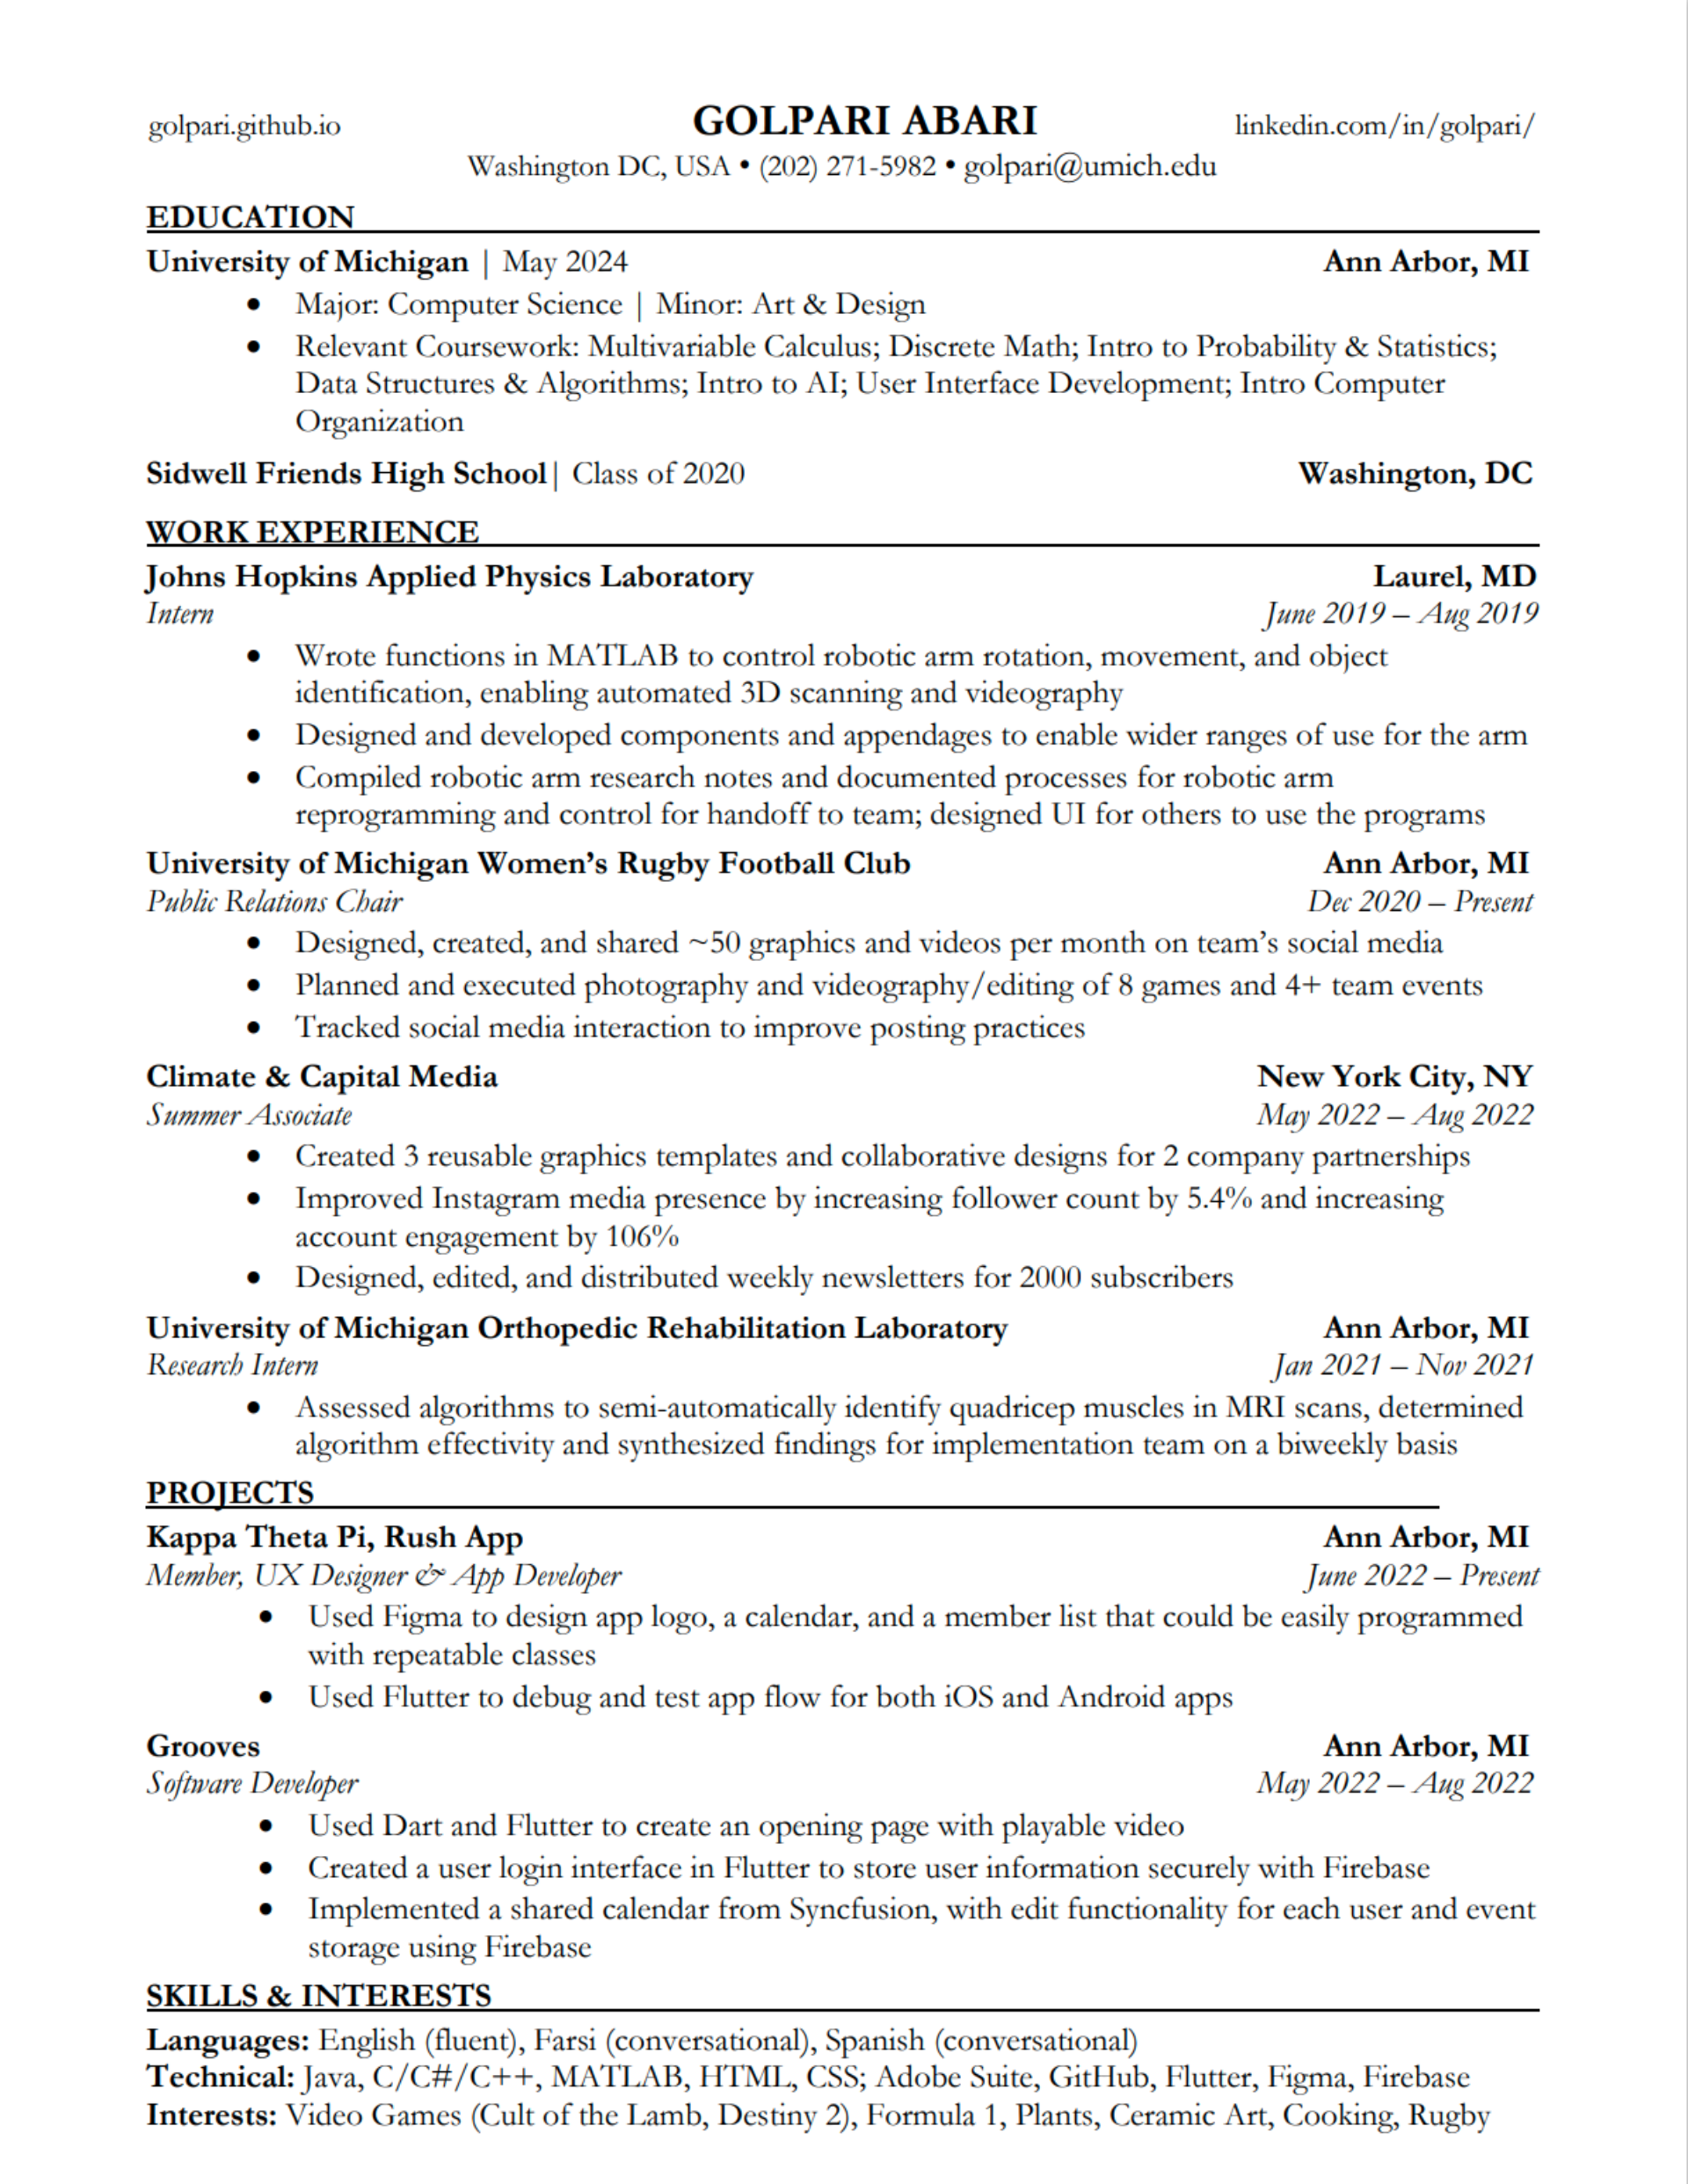 golpari.github.io GOLPARI ABARI linkedin.com/in/golpari/
Washington DC, USA • (202) 271-5982 • golpari@umich.edu
EDUCATION
University of Michigan | May 2024 Ann Arbor, MI
• Major: Computer Science | Minor: Art & Design
• Relevant Coursework: Multivariable Calculus; Discrete Math; Intro to Probability & Statistics;
Data Structures & Algorithms; Intro to AI; User Interface Development; Intro Computer
Organization
Sidwell Friends High School| Class of 2020 Washington, DC
WORK EXPERIENCE
Johns Hopkins Applied Physics Laboratory Laurel, MD
Intern June 2019 – Aug 2019
• Wrote functions in MATLAB to control robotic arm rotation, movement, and object
identification, enabling automated 3D scanning and videography
• Designed and developed components and appendages to enable wider ranges of use for the arm
• Compiled robotic arm research notes and documented processes for robotic arm
reprogramming and control for handoff to team; designed UI for others to use the programs
University of Michigan Women’s Rugby Football Club Ann Arbor, MI
Public Relations Chair Dec 2020 – Present
• Designed, created, and shared ~50 graphics and videos per month on team’s social media
• Planned and executed photography and videography/editing of 8 games and 4+ team events
• Tracked social media interaction to improve posting practices
Climate & Capital Media New York City, NY
Summer Associate May 2022 – Aug 2022
• Created 3 reusable graphics templates and collaborative designs for 2 company partnerships
• Improved Instagram media presence by increasing follower count by 5.4% and increasing
account engagement by 106%
• Designed, edited, and distributed weekly newsletters for 2000 subscribers
University of Michigan Orthopedic Rehabilitation Laboratory Ann Arbor, MI
Research Intern Jan 2021 – Nov 2021
• Assessed algorithms to semi-automatically identify quadricep muscles in MRI scans, determined
algorithm effectivity and synthesized findings for implementation team on a biweekly basis
PROJECTS
Kappa Theta Pi, Rush App Ann Arbor, MI
Member, UX Designer & App Developer June 2022 – Present
• Used Figma to design app logo, a calendar, and a member list that could be easily programmed
with repeatable classes
• Used Flutter to debug and test app flow for both iOS and Android apps
Grooves Ann Arbor, MI
Software Developer May 2022 – Aug 2022
• Used Dart and Flutter to create an opening page with playable video
• Created a user login interface in Flutter to store user information securely with Firebase
• Implemented a shared calendar from Syncfusion, with edit functionality for each user and event
storage using Firebase
SKILLS & INTERESTS
Languages: English (fluent), Farsi (conversational), Spanish (conversational)
Technical: Java, C/C#/C++, MATLAB, HTML, CSS; Adobe Suite, GitHub, Flutter, Figma, Firebase
Interests: Video Games (Cult of the Lamb, Destiny 2), Formula 1, Plants, Ceramic Art, Cooking, Rugby